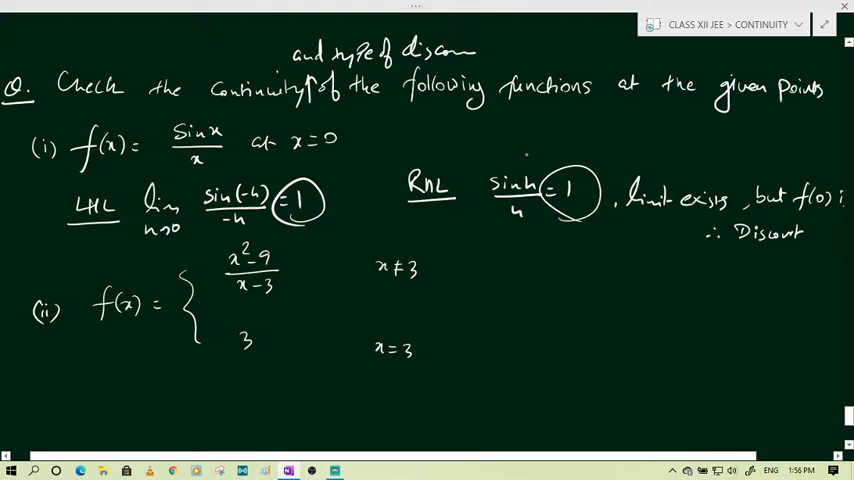 CLASS XII JEE > CONTINUITY
and type of discon
Q. Check the continuity of the following functions at the given points
(i) f(x) = sinx/x at x=0
LHL lim h→0 sin(-h)/-h = 1 RHL sinh/h = 1, limit exists, but f(0) i
∴ Discont
(ii) f(x) = { x²-9/x-3 x≠3
3 x=3
ENG 1:56 PM